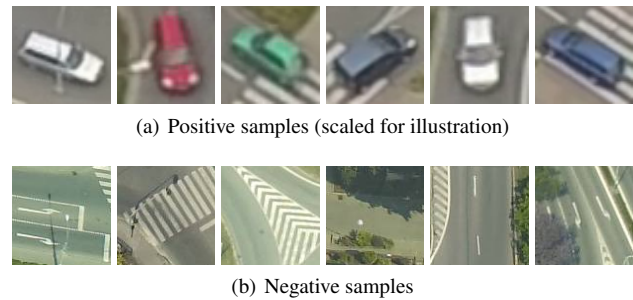 (a) Positive samples (scaled for illustration)
(b) Negative samples